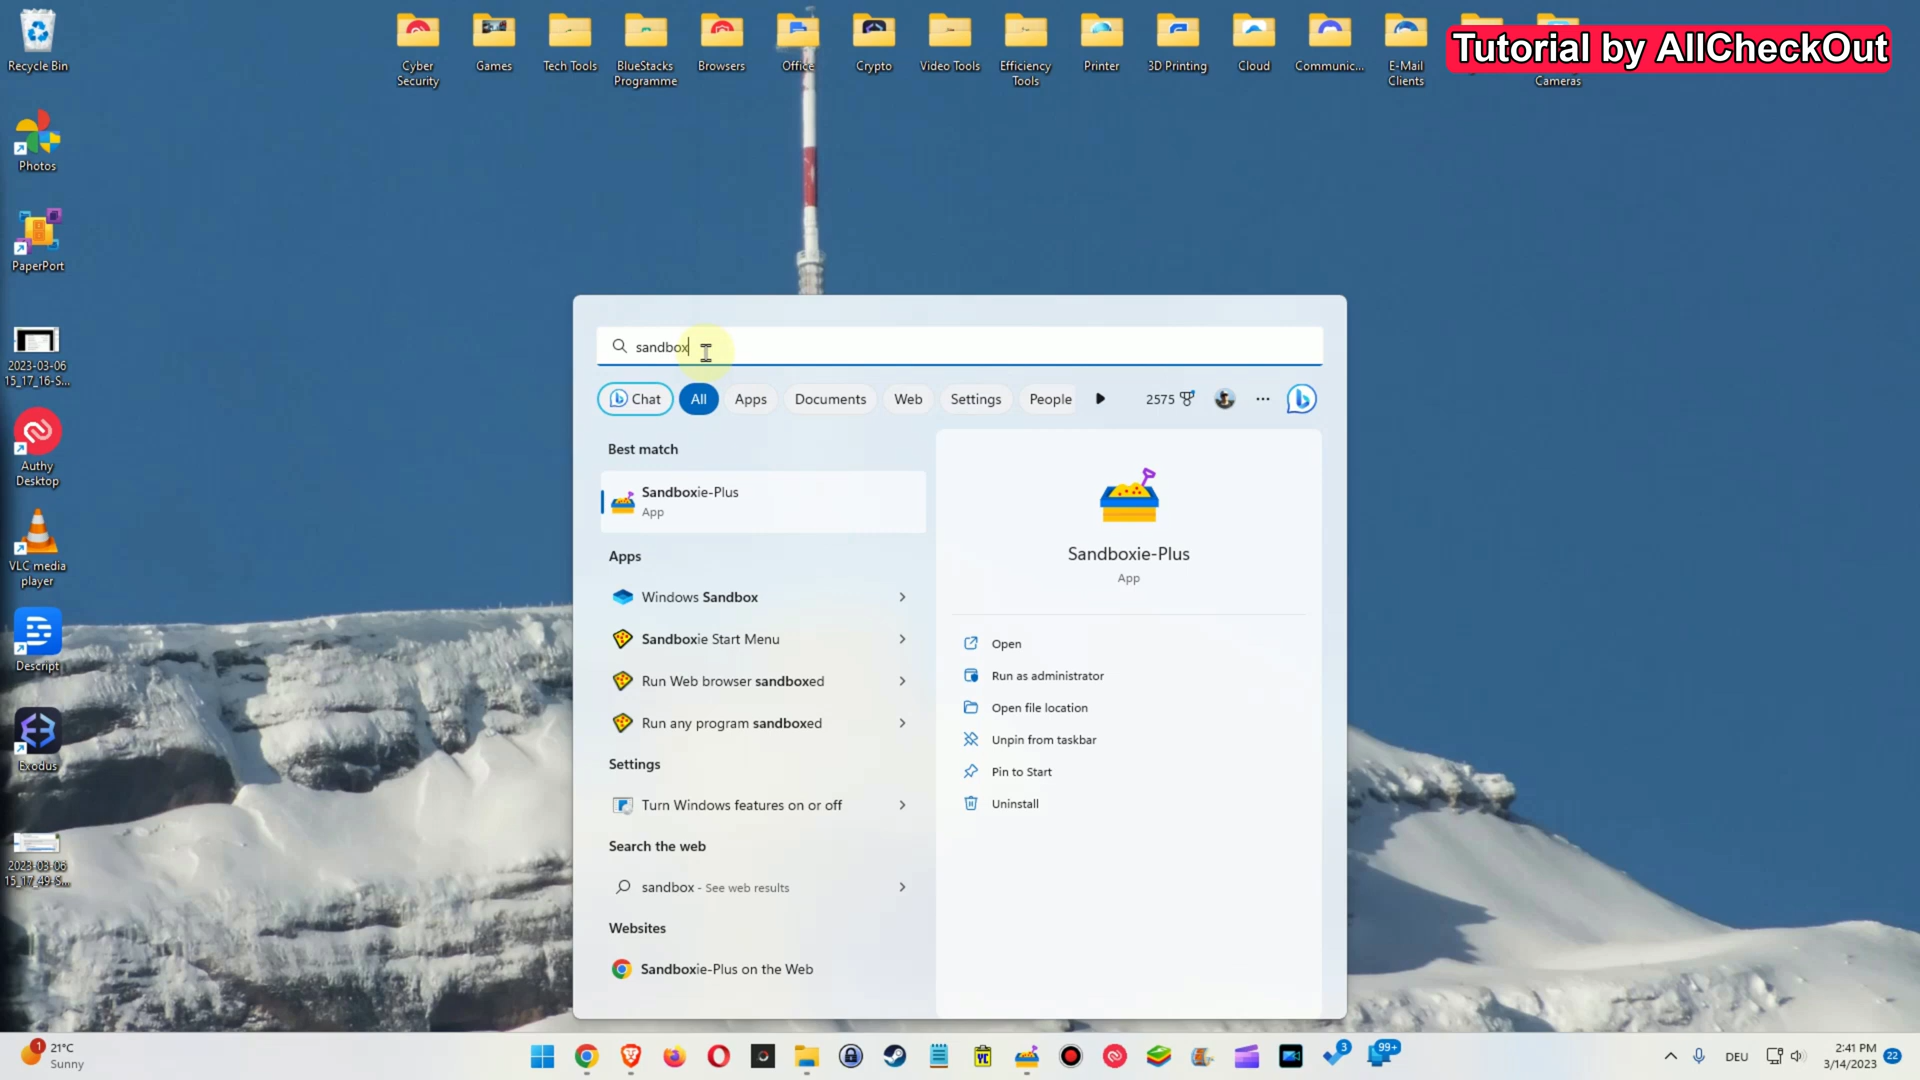 Tutorial by AllCheckOut
Recycle Bin
Cyber
Security
Games
Tech Tools
BlueStacks
Programme
Browsers
Office
Crypto
Video Tools
Efficiency
Tools
Printer
3D Printing
Cloud
Communic...
E-Mail
Clients
Cameras
Photos
PaperPort
2023-03-06
15_17_16-S...
Authy
Desktop
VLC media
player
Descript
Exodus
2023-03-06
15_17_49-S...
sandbox
Chat
All
Apps
Documents
Web
Settings
People
2575
Best match
Sandboxie-Plus
App
Apps
Windows Sandbox
Sandboxie Start Menu
Run Web browser sandboxed
Run any program sandboxed
Settings
Turn Windows features on or off
Search the web
sandbox - See web results
Websites
Sandboxie-Plus on the Web
Sandboxie-Plus
App
Open
Run as administrator
Open file location
Unpin from taskbar
Pin to Start
Uninstall
1
21°C
Sunny
YC
3
99+
DEU
2:41 PM
3/14/2023
22